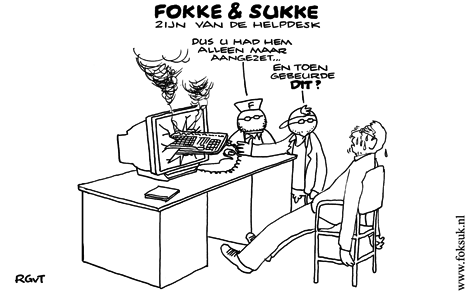 FOKKE & SUKKE
ZIJN VAN DE HELPDESK
DUS U HAD HEM
ALLEEN MAAR
AANGEZET...
EN TOEN
GEBEURDE
DIT?
F
RGvT
www.foksuk.nl